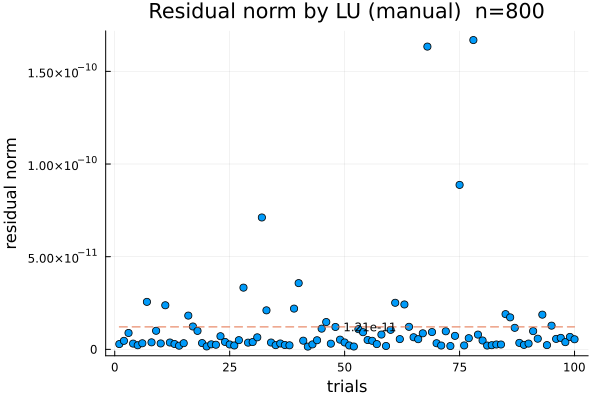 Residual norm by LU (manual) n=800
1.50×10⁻¹⁰
1.00×10⁻¹⁰
5.00×10⁻¹¹
0
residual norm
1.21e-11
0 25 50 75 100
trials